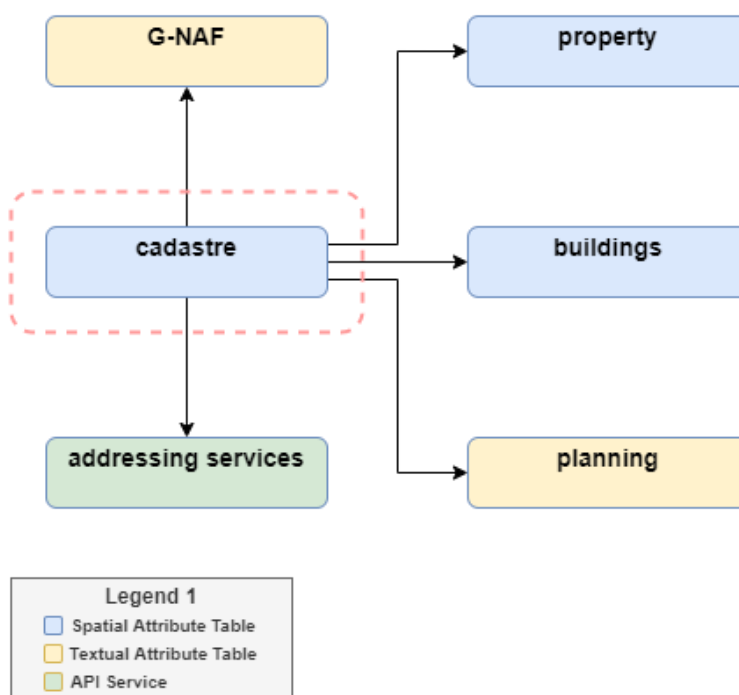 G-NAF
property
cadastre
buildings
addressing services
planning
Legend 1
Spatial Attribute Table
Textual Attribute Table
API Service